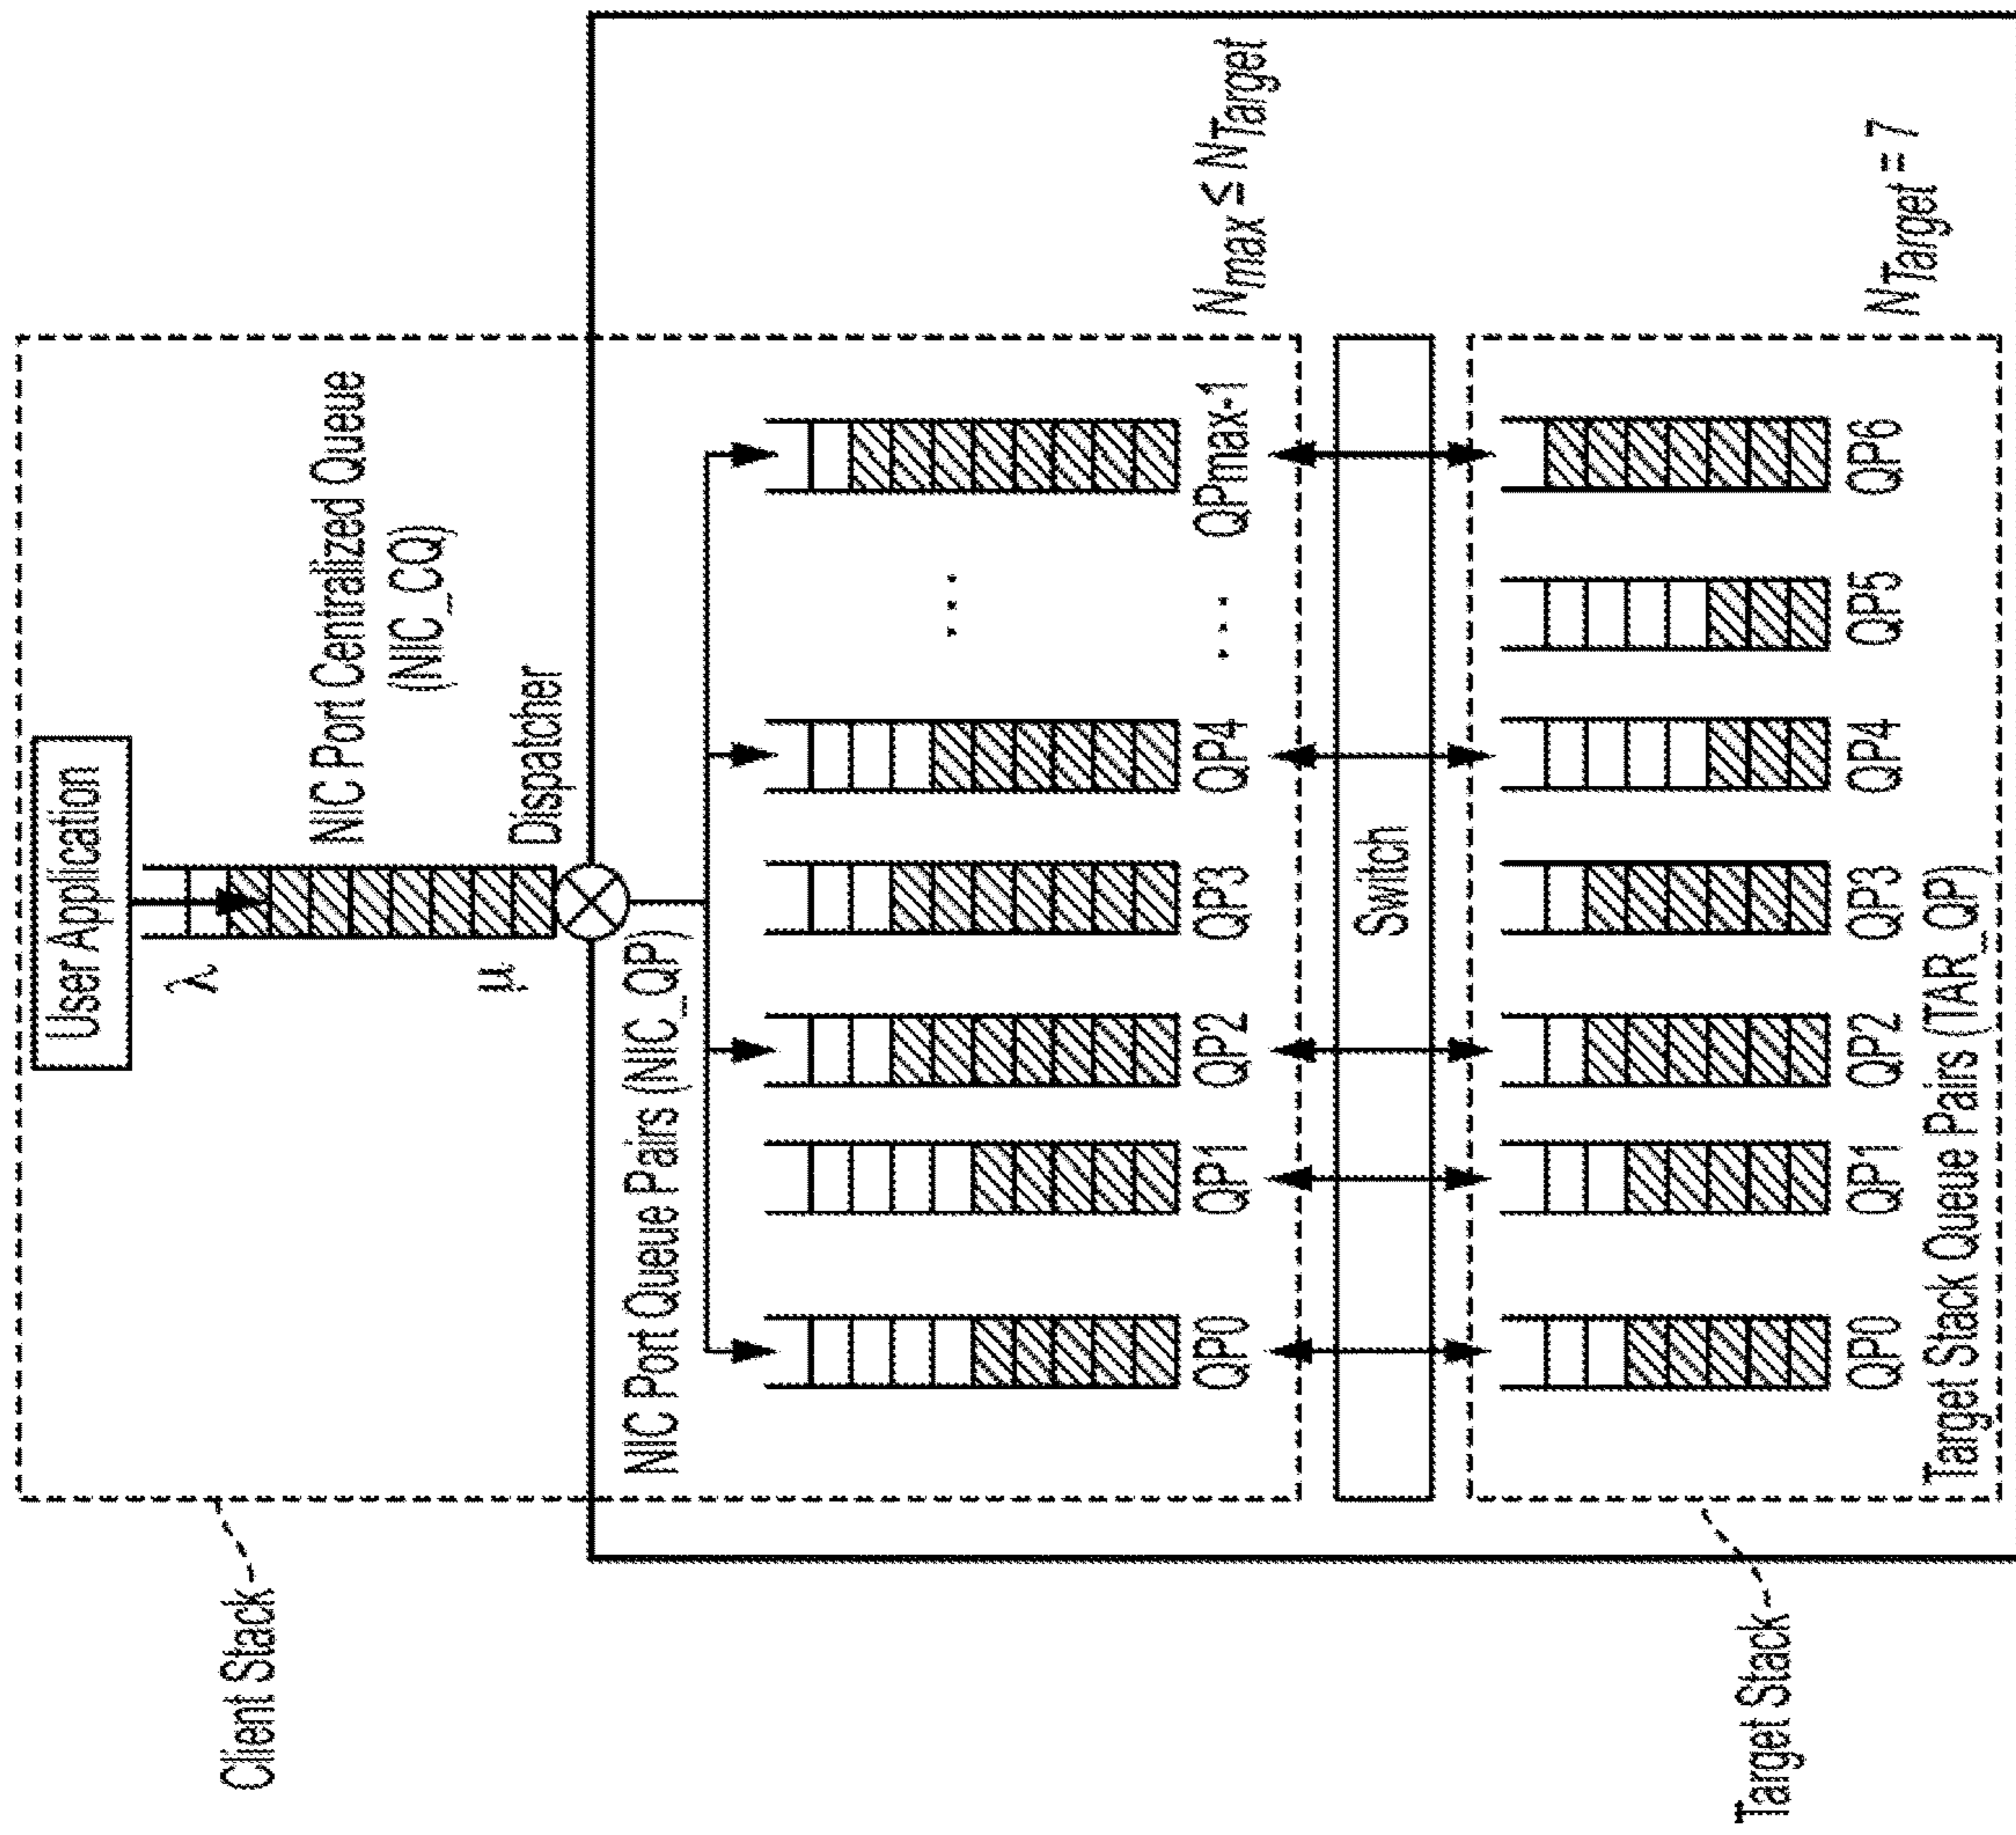 Client Stack
User Application
λ
NIC Port Centralized Queue
(NIC_CQ)
μ
Dispatcher
NIC Port Queue Pairs (NIC_QP)
...
QP0
QP1
QP2
QP3
QP4
...
QPmax-1
Nmax ≤ NTarget
Switch
Target Stack
QP0
QP1
QP2
QP3
QP4
QP5
QP6
NTarget = 7
Target Stack Queue Pairs (TAR_QP)